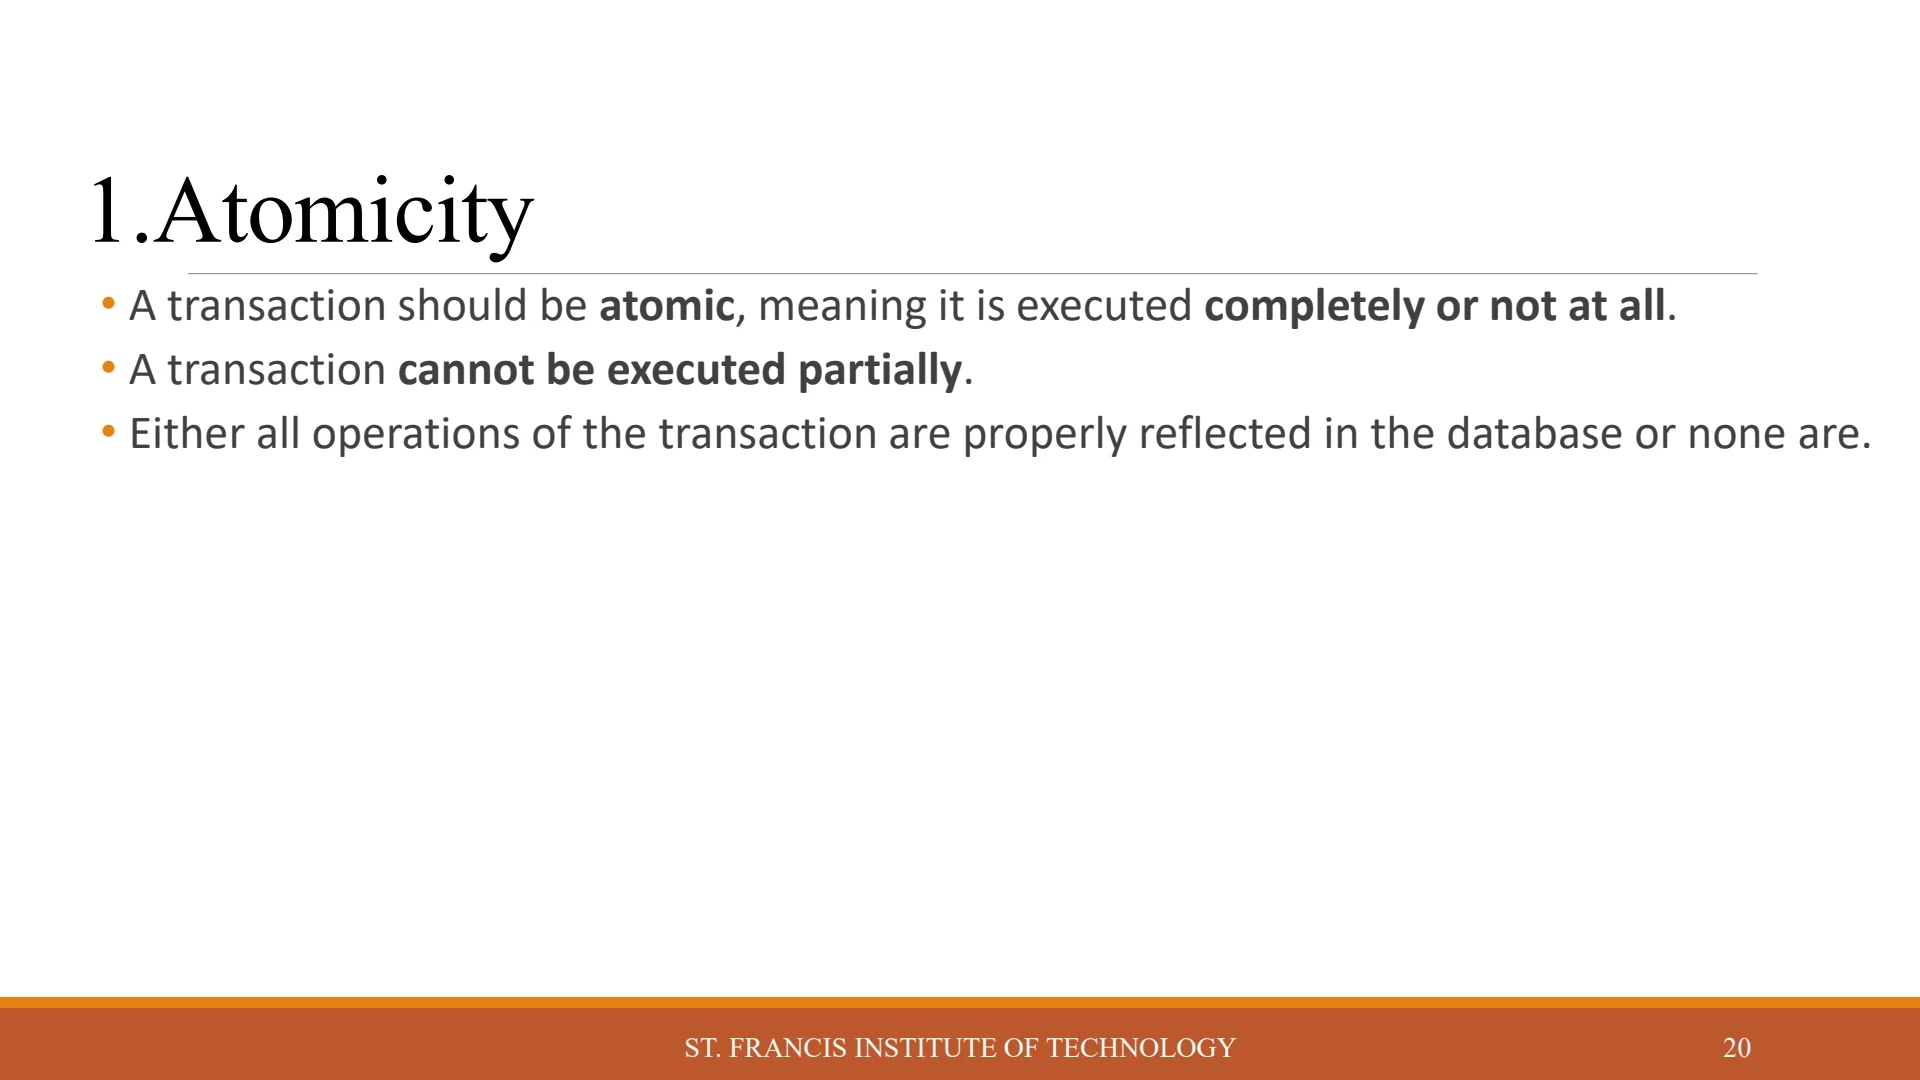 1.Atomicity
• A transaction should be atomic, meaning it is executed completely or not at all.
• A transaction cannot be executed partially.
• Either all operations of the transaction are properly reflected in the database or none are.
ST. FRANCIS INSTITUTE OF TECHNOLOGY
20